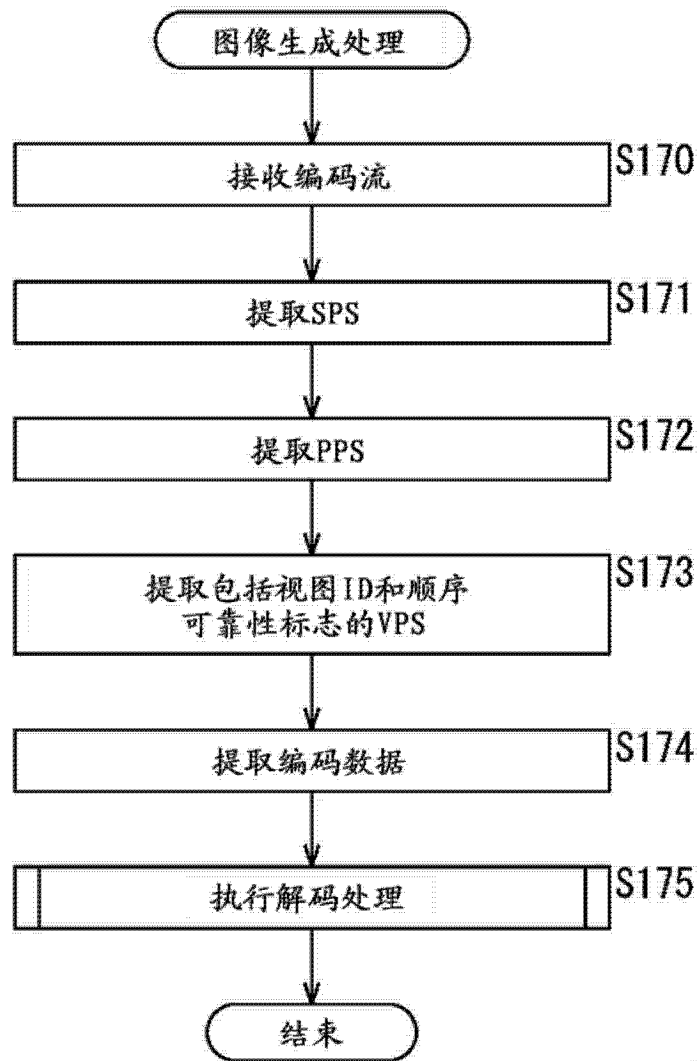 图像生成处理
接收编码流
S170
提取SPS
S171
提取PPS
S172
提取包括视图ID和顺序
可靠性标志的VPS
S173
提取编码数据
S174
执行解码处理
S175
结束